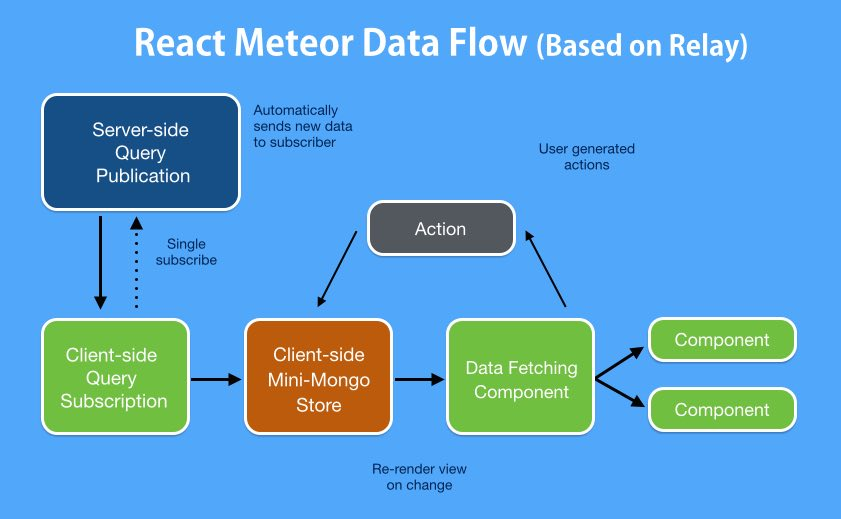 React Meteor Data Flow (Based on Relay)
Server-side
Query
Publication
Automatically
sends new data
to subscriber
User generated
actions
Action
Single
subscribe
Client-side
Query
Subscription
Client-side
Mini-Mongo
Store
Data Fetching
Component
Component
Component
Re-render view
on change